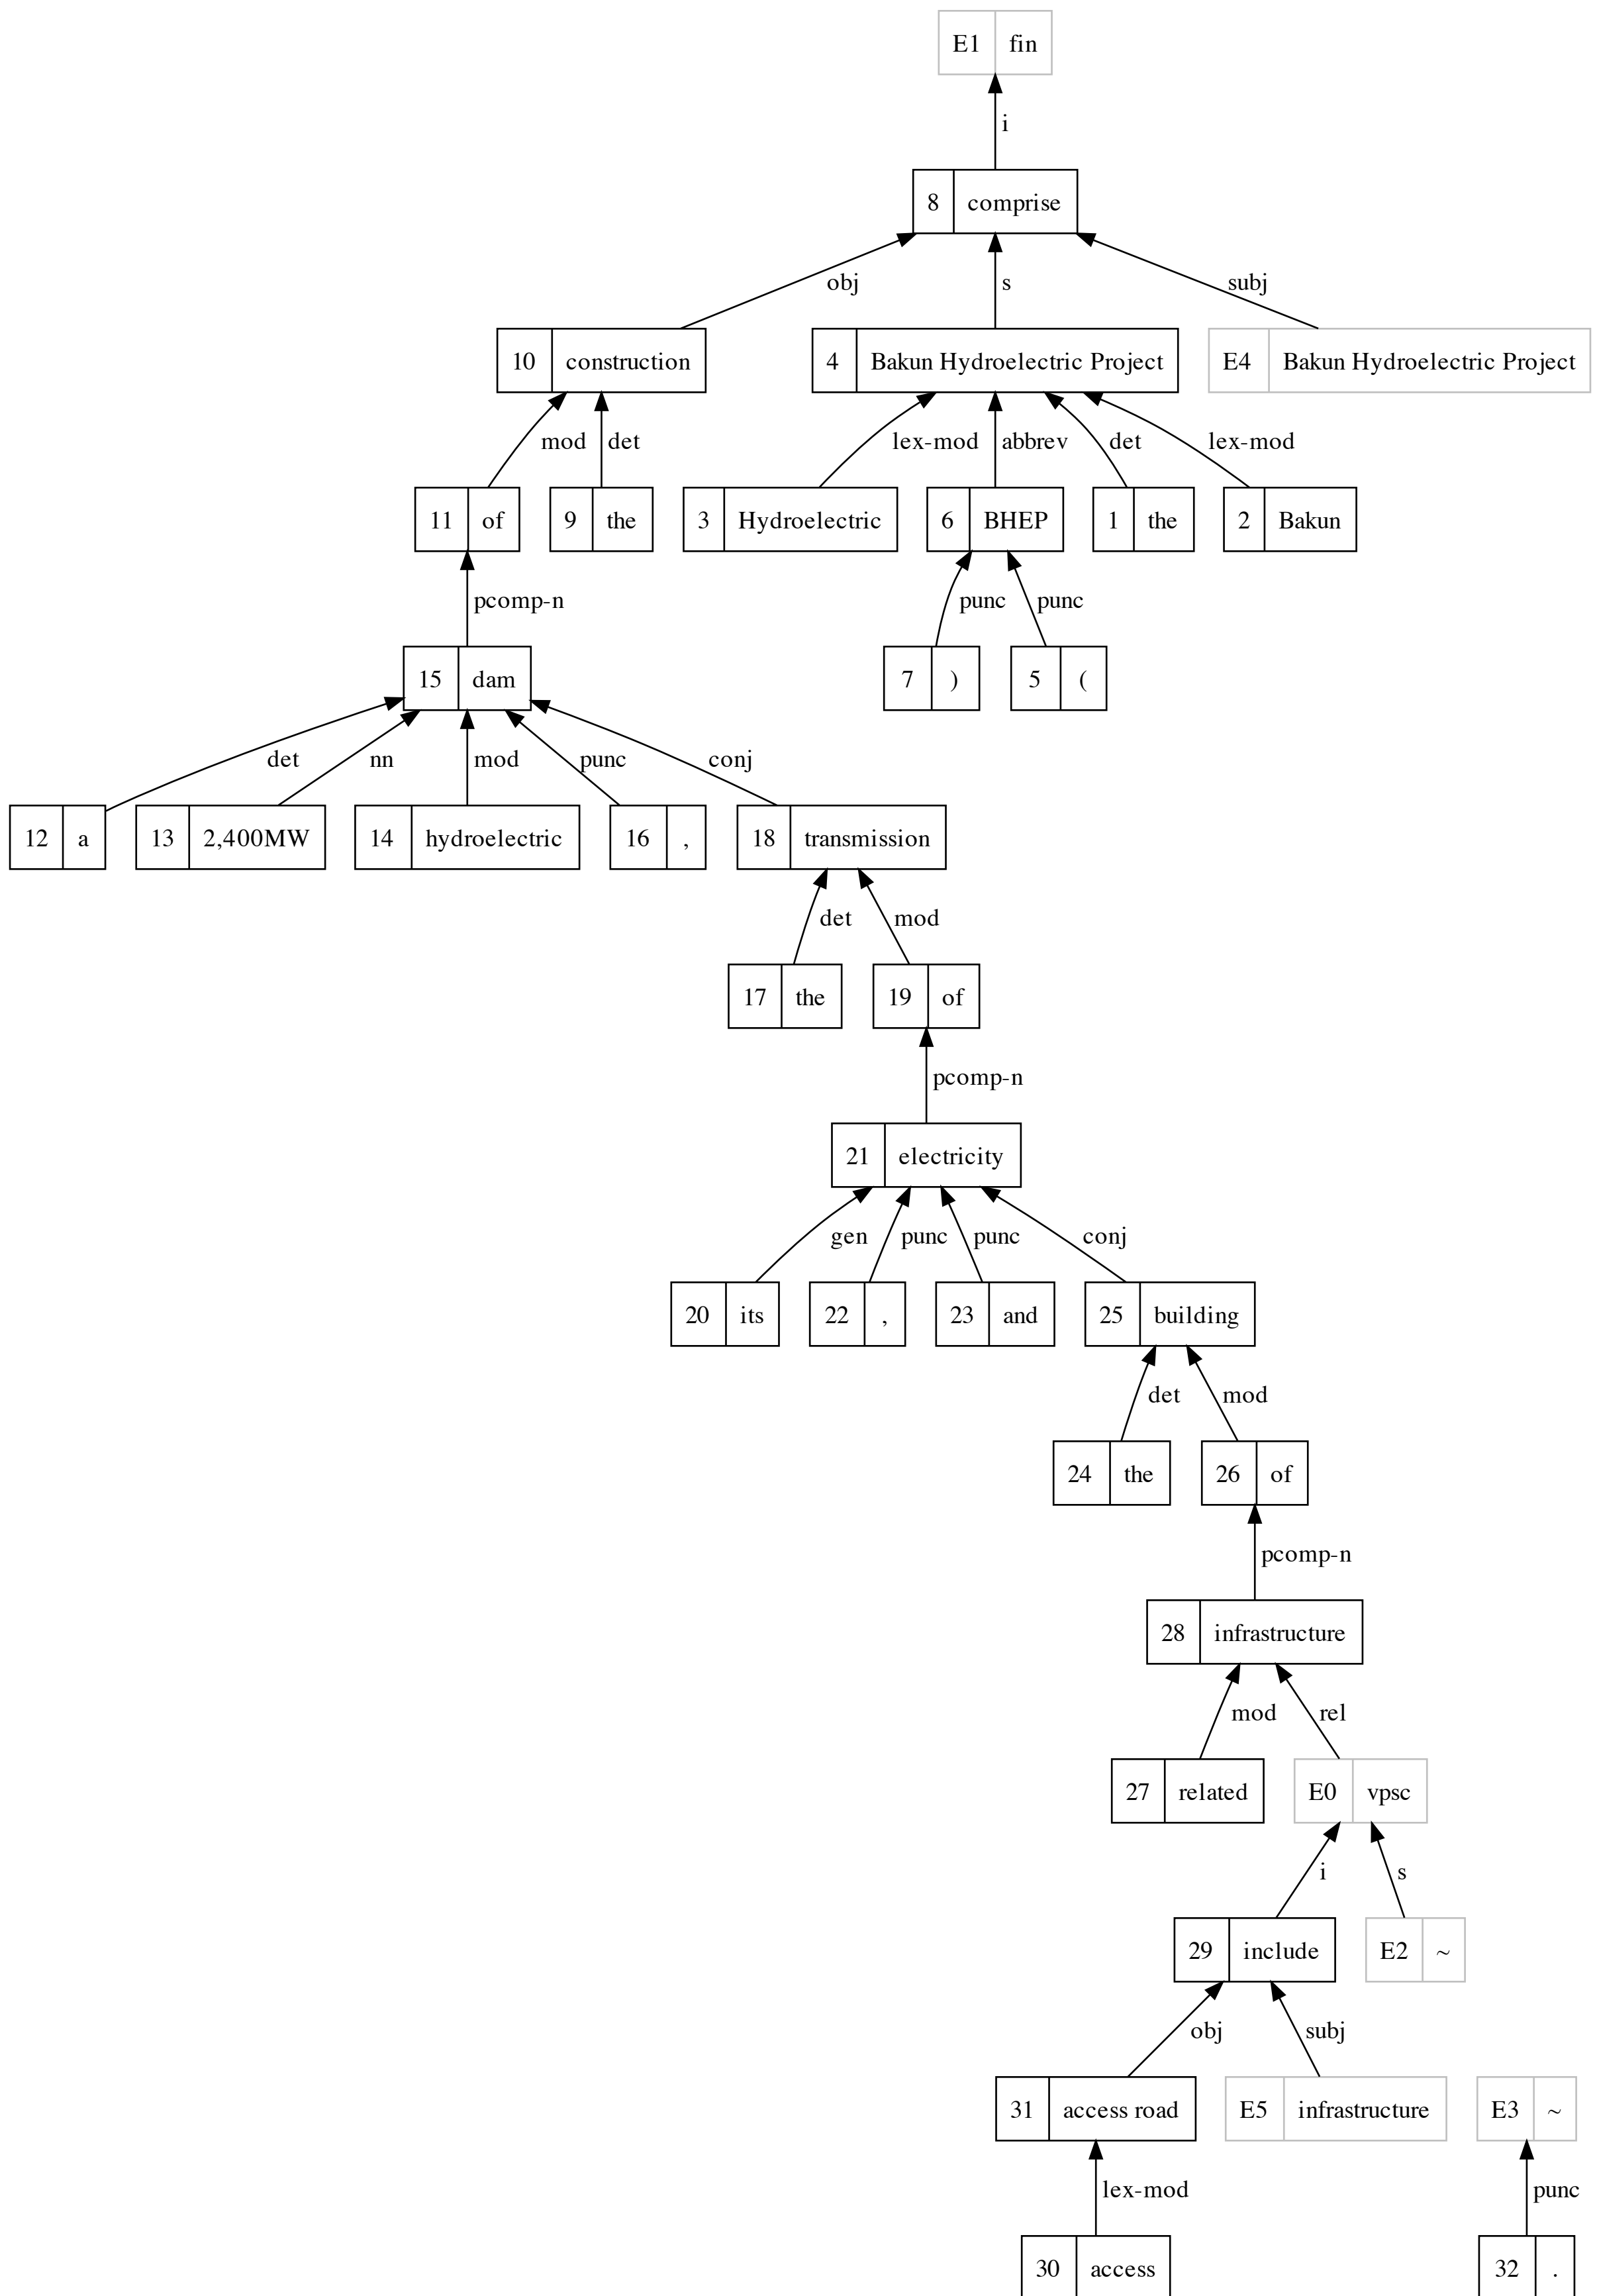 E1 fin
i
8 comprise
obj s subj
10 construction 4 Bakun Hydroelectric Project E4 Bakun Hydroelectric Project
mod det lex-mod abbrev det lex-mod
11 of 9 the 3 Hydroelectric 6 BHEP 1 the 2 Bakun
pcomp-n punc punc
15 dam 7 ) 5 (
det nn mod punc conj
12 a 13 2,400MW 14 hydroelectric 16 , 18 transmission
det mod
17 the 19 of
pcomp-n
21 electricity
gen punc punc conj
20 its 22 , 23 and 25 building
det mod
24 the 26 of
pcomp-n
28 infrastructure
mod rel
27 related E0 vpsc
i s
29 include E2 ~
obj subj
31 access road E5 infrastructure E3 ~
lex-mod punc
30 access 32 .